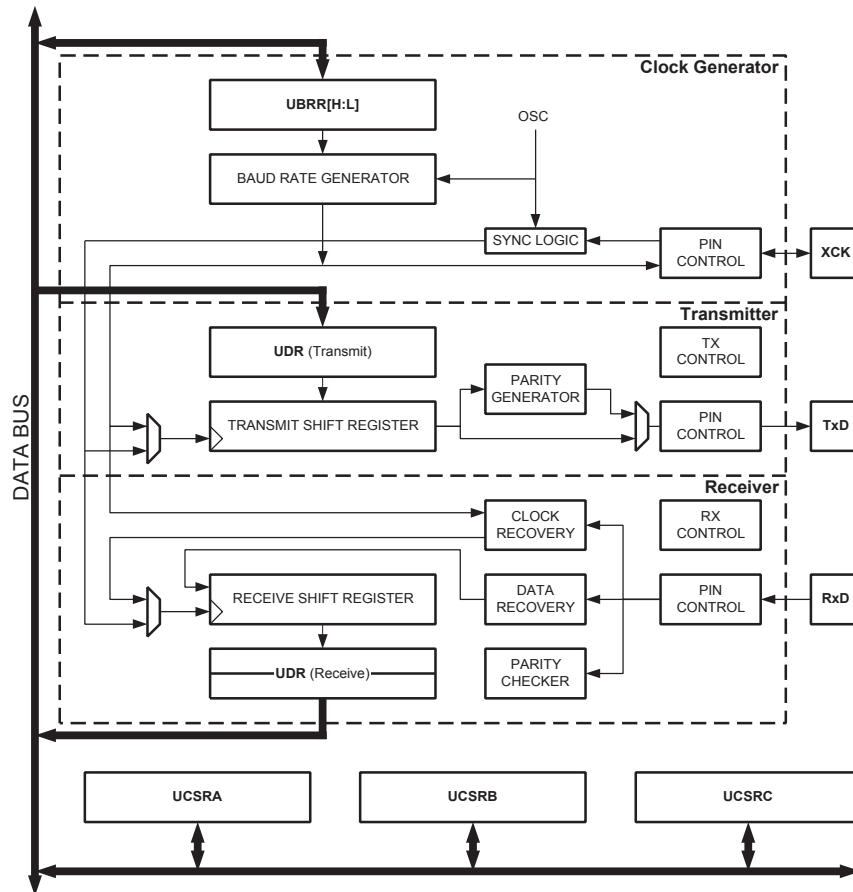 Clock Generator
UBRR[H:L]
OSC
BAUD RATE GENERATOR
SYNC LOGIC
PIN
CONTROL
XCK
Transmitter
UDR (Transmit)
TX
CONTROL
PARITY
GENERATOR
TRANSMIT SHIFT REGISTER
PIN
CONTROL
TxD
DATA BUS
Receiver
CLOCK
RECOVERY
RX
CONTROL
RECEIVE SHIFT REGISTER
DATA
RECOVERY
PIN
CONTROL
RxD
UDR (Receive)
PARITY
CHECKER
UCSRA
UCSRB
UCSRC